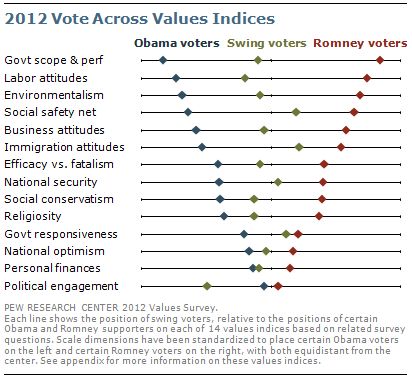 2012 Vote Across Values Indices
Obama voters Swing voters Romney voters
Govt scope & perf
Labor attitudes
Environmentalism
Social safety net
Business attitudes
Immigration attitudes
Efficacy vs. fatalism
National security
Social conservatism
Religiosity
Govt responsiveness
National optimism
Personal finances
Political engagement
PEW RESEARCH CENTER 2012 Values Survey.
Each line shows the position of swing voters, relative to the positions of certain
Obama and Romney supporters on each of 14 values indices based on related survey
questions. Scale dimensions have been standardized to place certain Obama voters
on the left and certain Romney voters on the right, with both equidistant from the
center. See appendix for more information on these values indices.